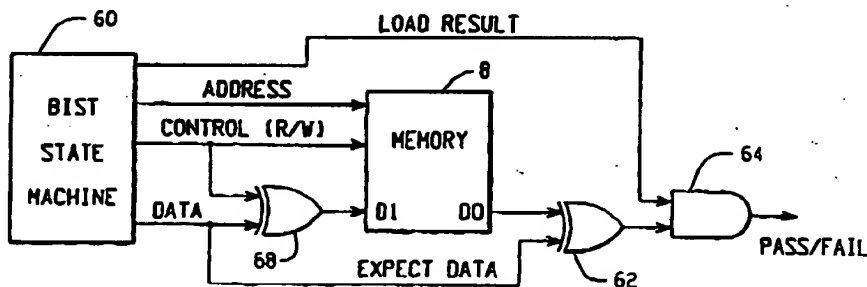 60
LOAD RESULT
8
BIST
STATE
MACHINE
ADDRESS
CONTROL (R/W)
DATA
MEMORY
DI
DO
64
68
EXPECT DATA
62
PASS/FAIL